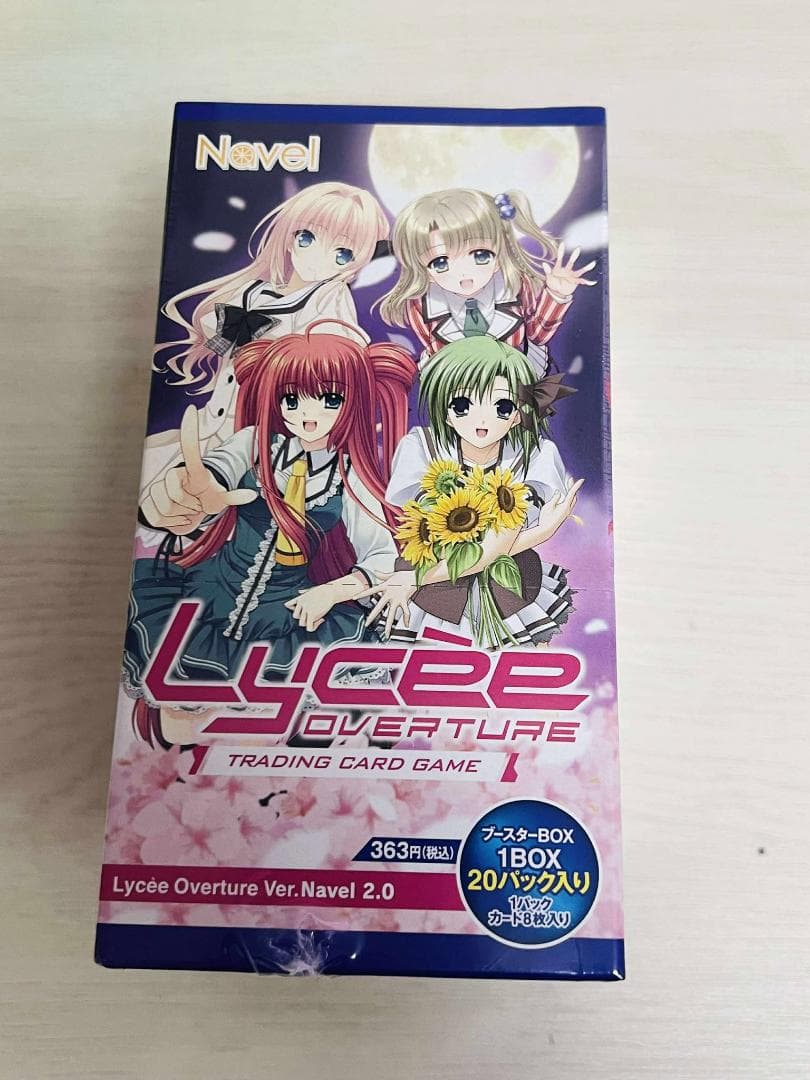 Navel
Lycèe
OVERTURE
TRADING CARD GAME
363円(税込)
ブースターBOX
1BOX
20パック入り
1パック
カード8枚入り
Lycèe Overture Ver.Navel 2.0